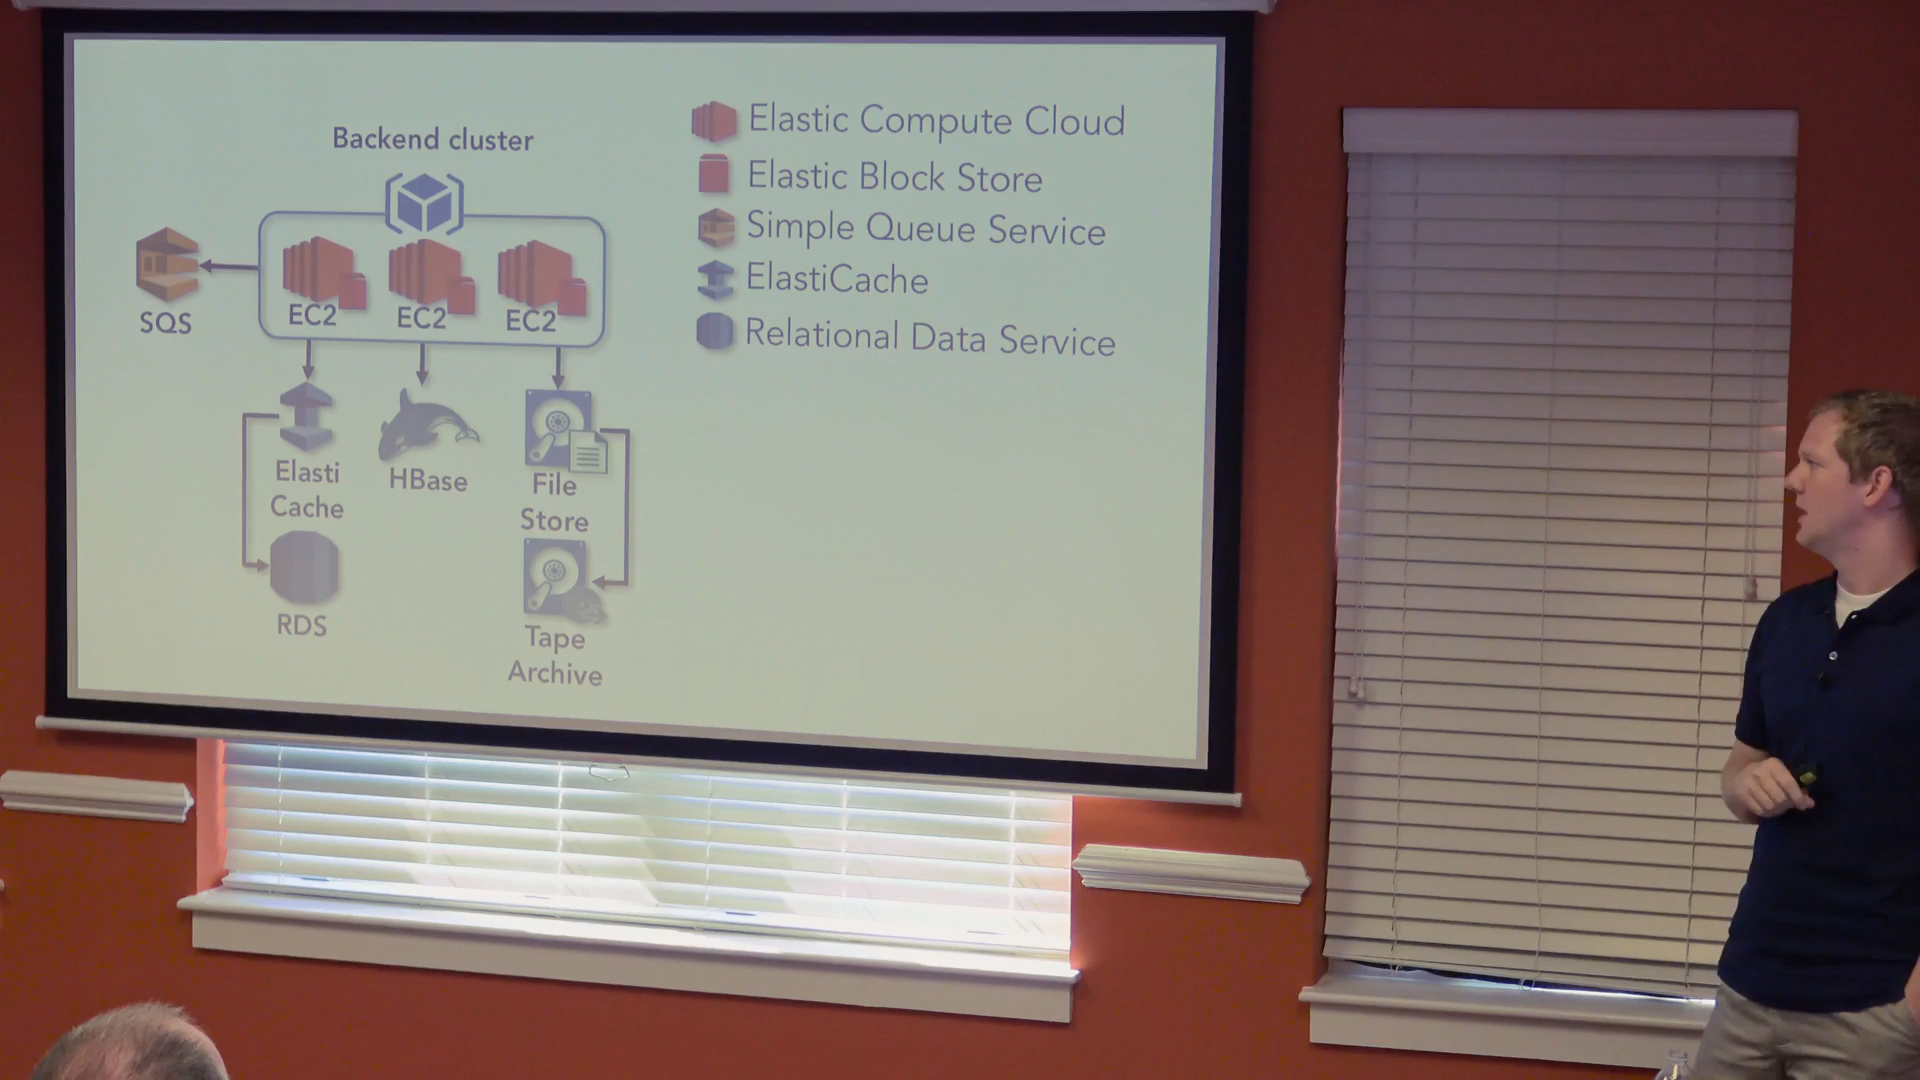 Backend cluster
EC2
EC2
EC2
SQS
Elasti
Cache
HBase
File
Store
RDS
Tape
Archive
Elastic Compute Cloud
Elastic Block Store
Simple Queue Service
ElastiCache
Relational Data Service